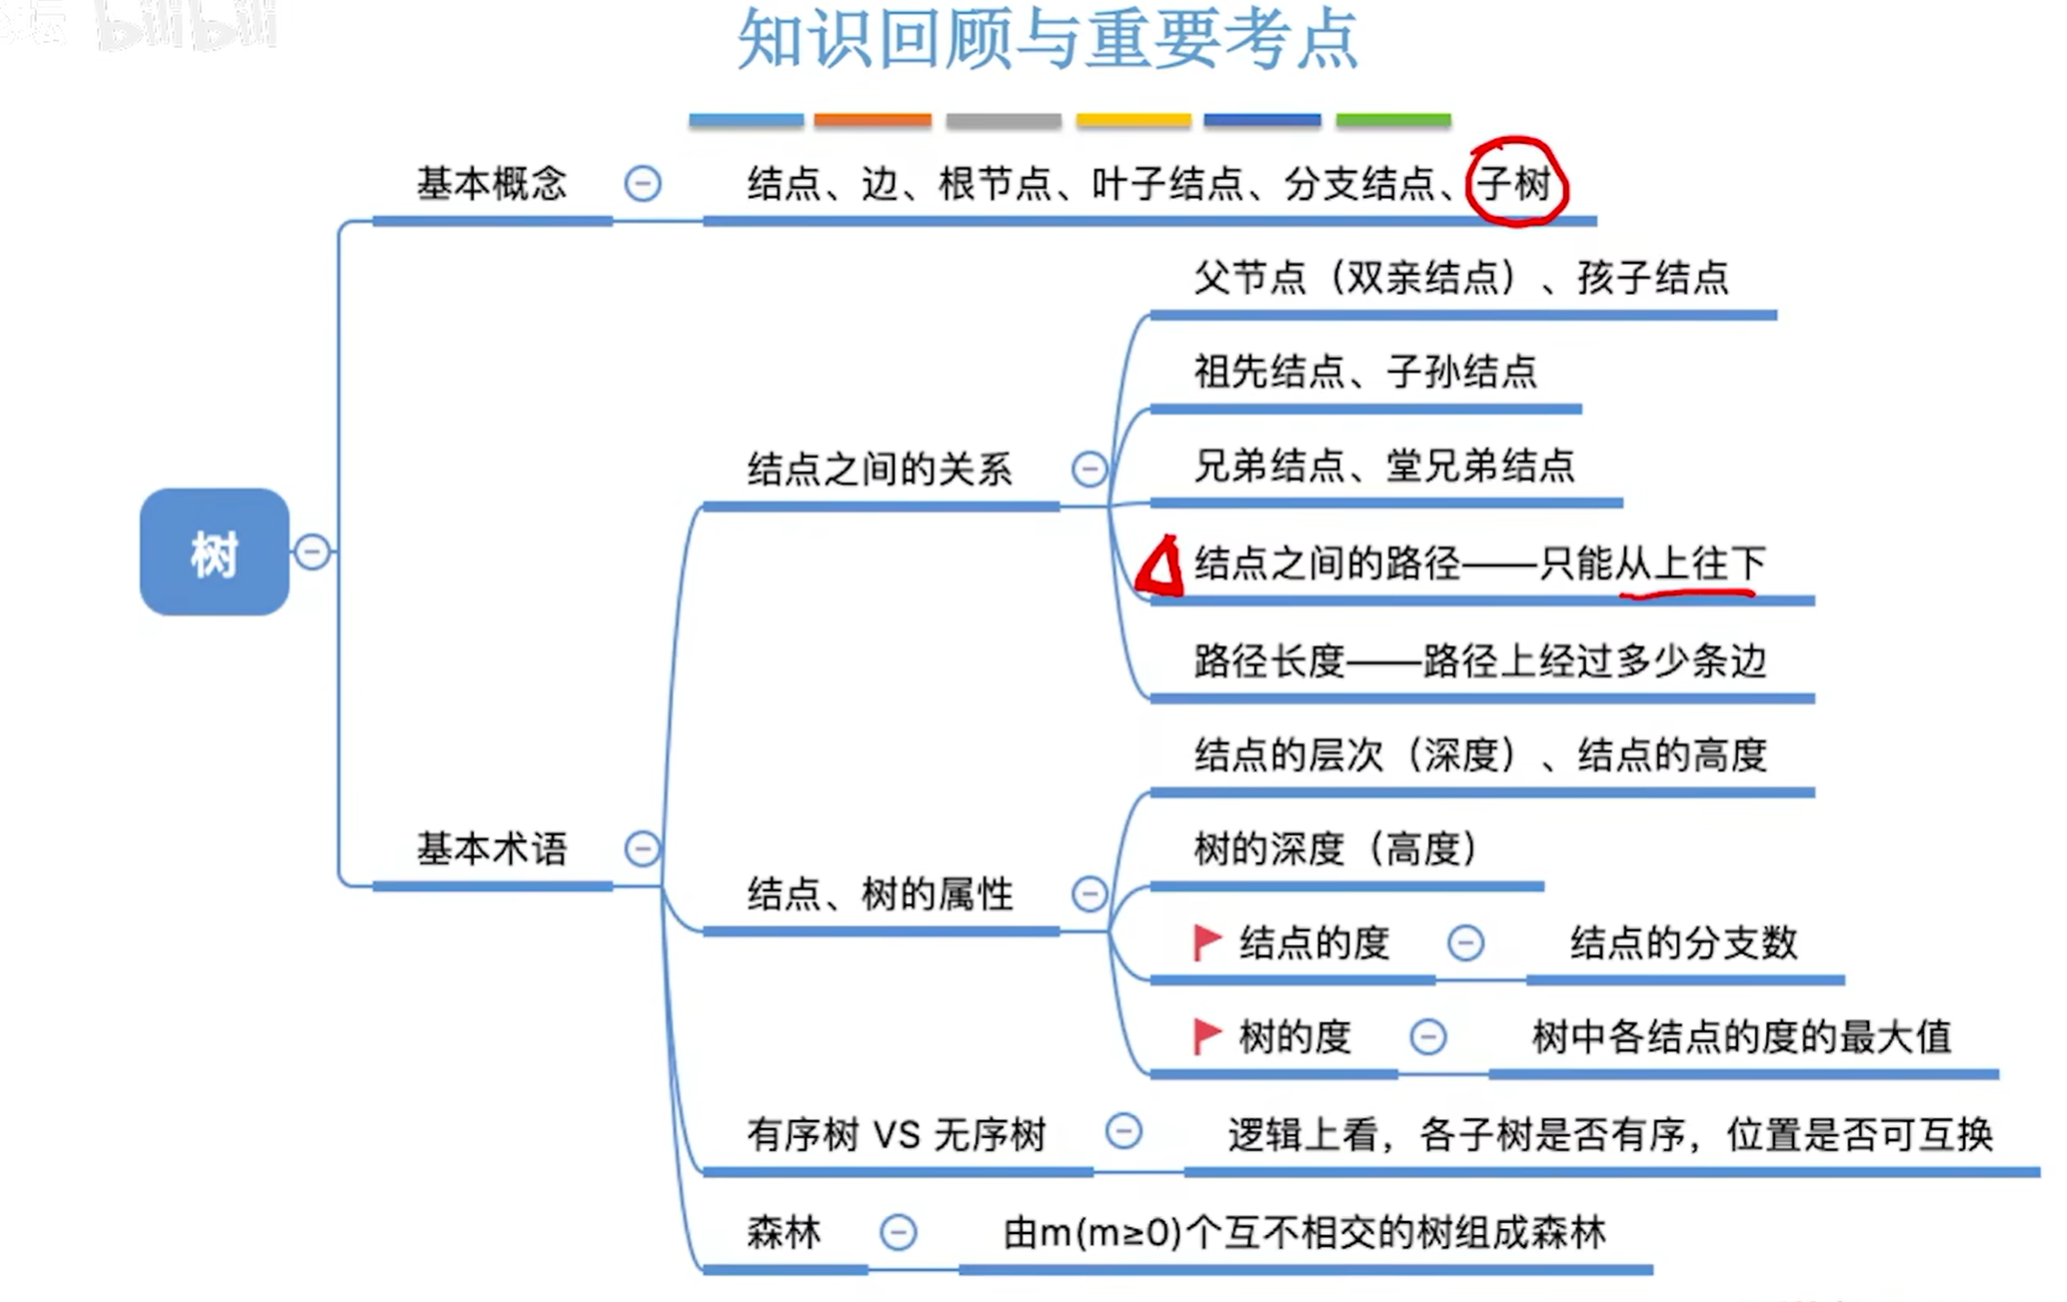 bilibili
知识回顾与重要考点
基本概念
结点、边、根节点、叶子结点、分支结点、子树
父节点（双亲结点）、孩子结点
祖先结点、子孙结点
结点之间的关系
兄弟结点、堂兄弟结点
结点之间的路径——只能从上往下
树
路径长度——路径上经过多少条边
结点的层次（深度）、结点的高度
基本术语
树的深度（高度）
结点、树的属性
结点的度
结点的分支数
树的度
树中各结点的度的最大值
有序树 VS 无序树
逻辑上看，各子树是否有序，位置是否可互换
森林
由m(m≥0)个互不相交的树组成森林